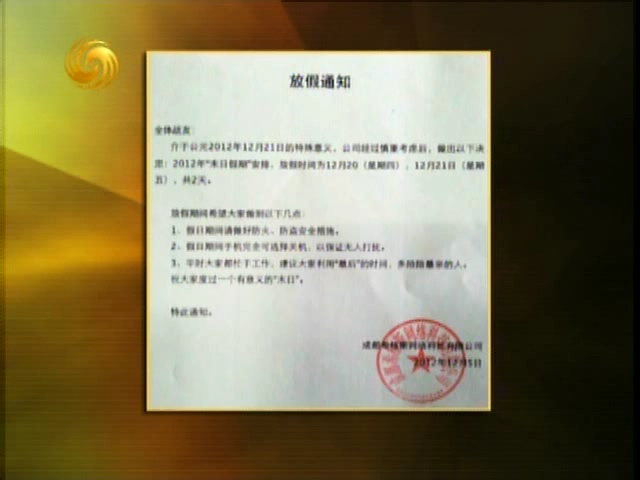 放假通知
全体战友:
介于公元2012年12月21日的特殊意义，公司经过慎重考虑后，做出以下决
定：2012年“末日假期”安排，放假时间为12月20（星期四），12月21日（星期
五），共2天。
放假期间希望大家做到以下几点：
1、假日期间请做好防火、防盗安全措施。
2、假日期间手机完全可选择关机，以保证无人打扰。
3、平时大家都忙于工作，建议大家利用“最后”的时间，多陪陪最亲的人。
祝大家度过一个有意义的“末日”。
特此通知。
网络科技有限公司
2012年12月5日